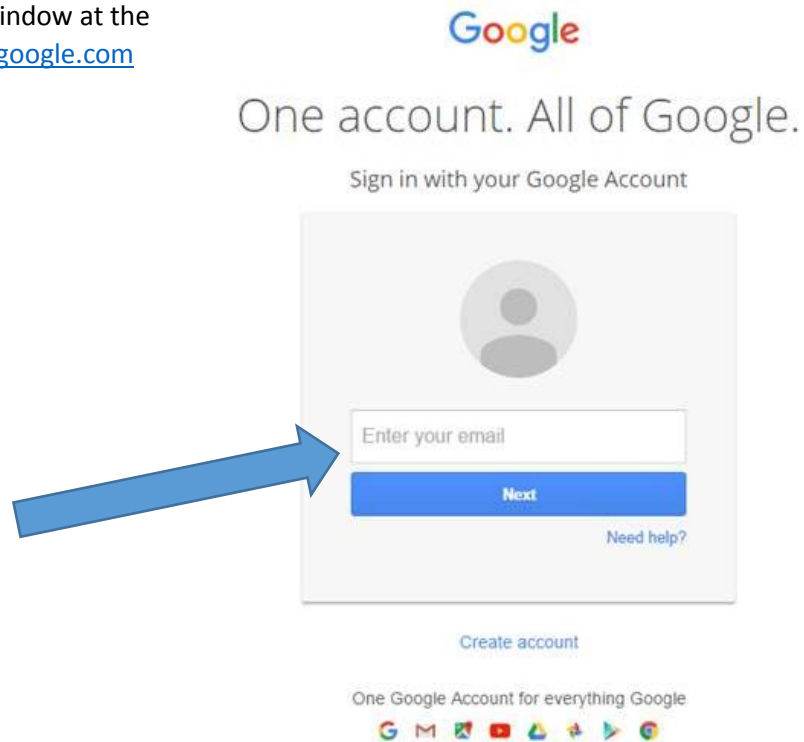 indow at the
google.com
Google
One account. All of Google.
Sign in with your Google Account
Enter your email
Next
Need help?
Create account
One Google Account for everything Google